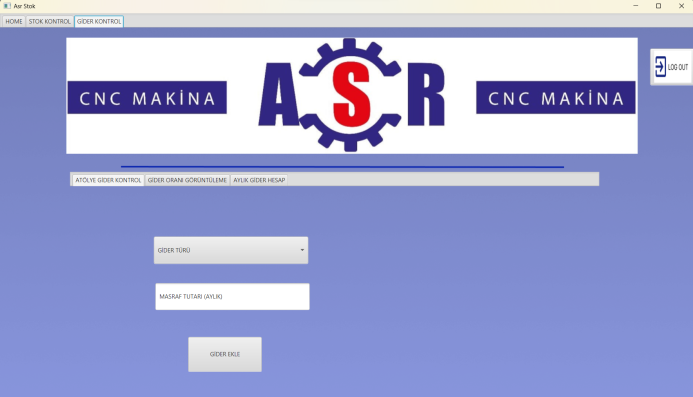 Asr Stok
HOME STOK KONTROL GİDER KONTROL
CNC MAKİNA ASR CNC MAKİNA
LOG OUT
ATÖLYE GİDER KONTROL GİDER ORANI GÖRÜNTÜLEME AYLIK GİDER HESAP
GİDER TÜRÜ
MASRAF TUTARI (AYLIK)
GİDER EKLE